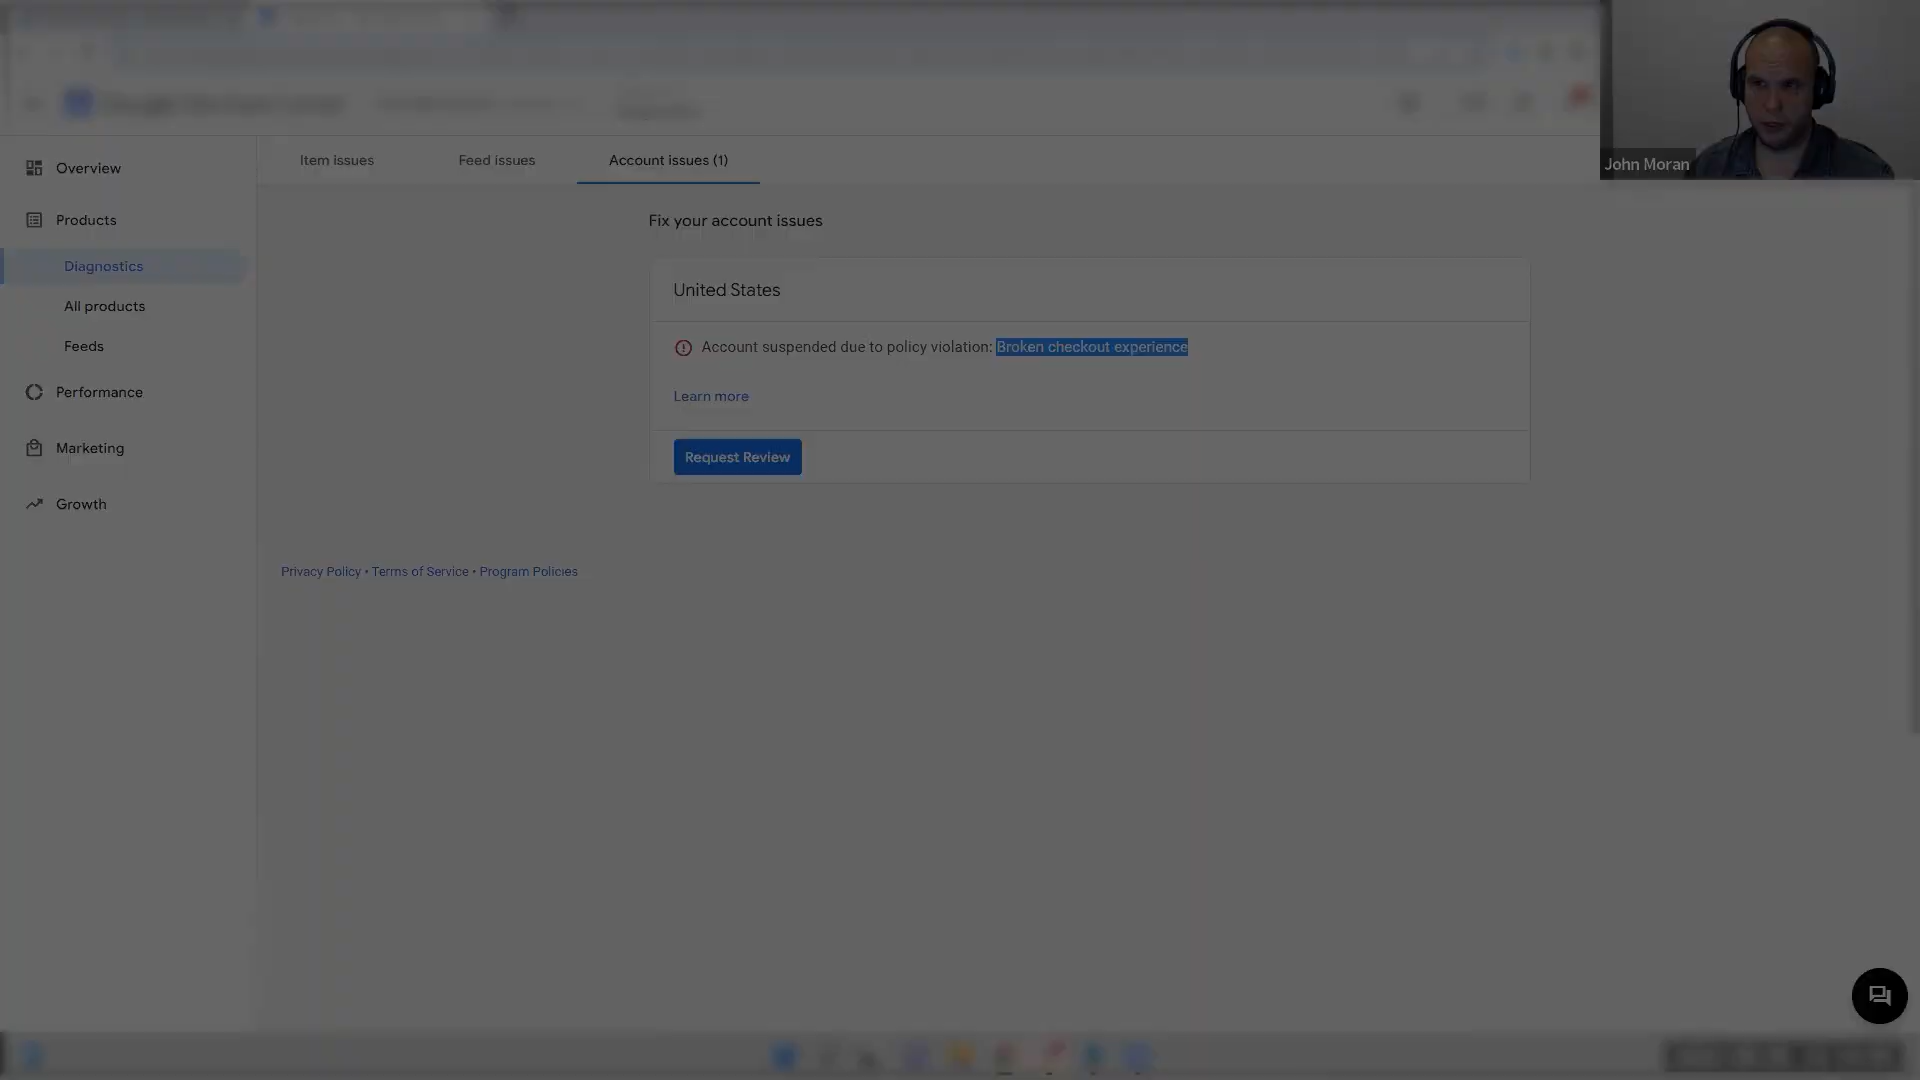 John Moran
Overview
Products
Diagnostics
All products
Feeds
Performance
Marketing
Growth
Item issues
Feed issues
Account issues (1)
Fix your account issues
United States
Account suspended due to policy violation: Broken checkout experience
Learn more
Request Review
Privacy Policy • Terms of Service • Program Policies